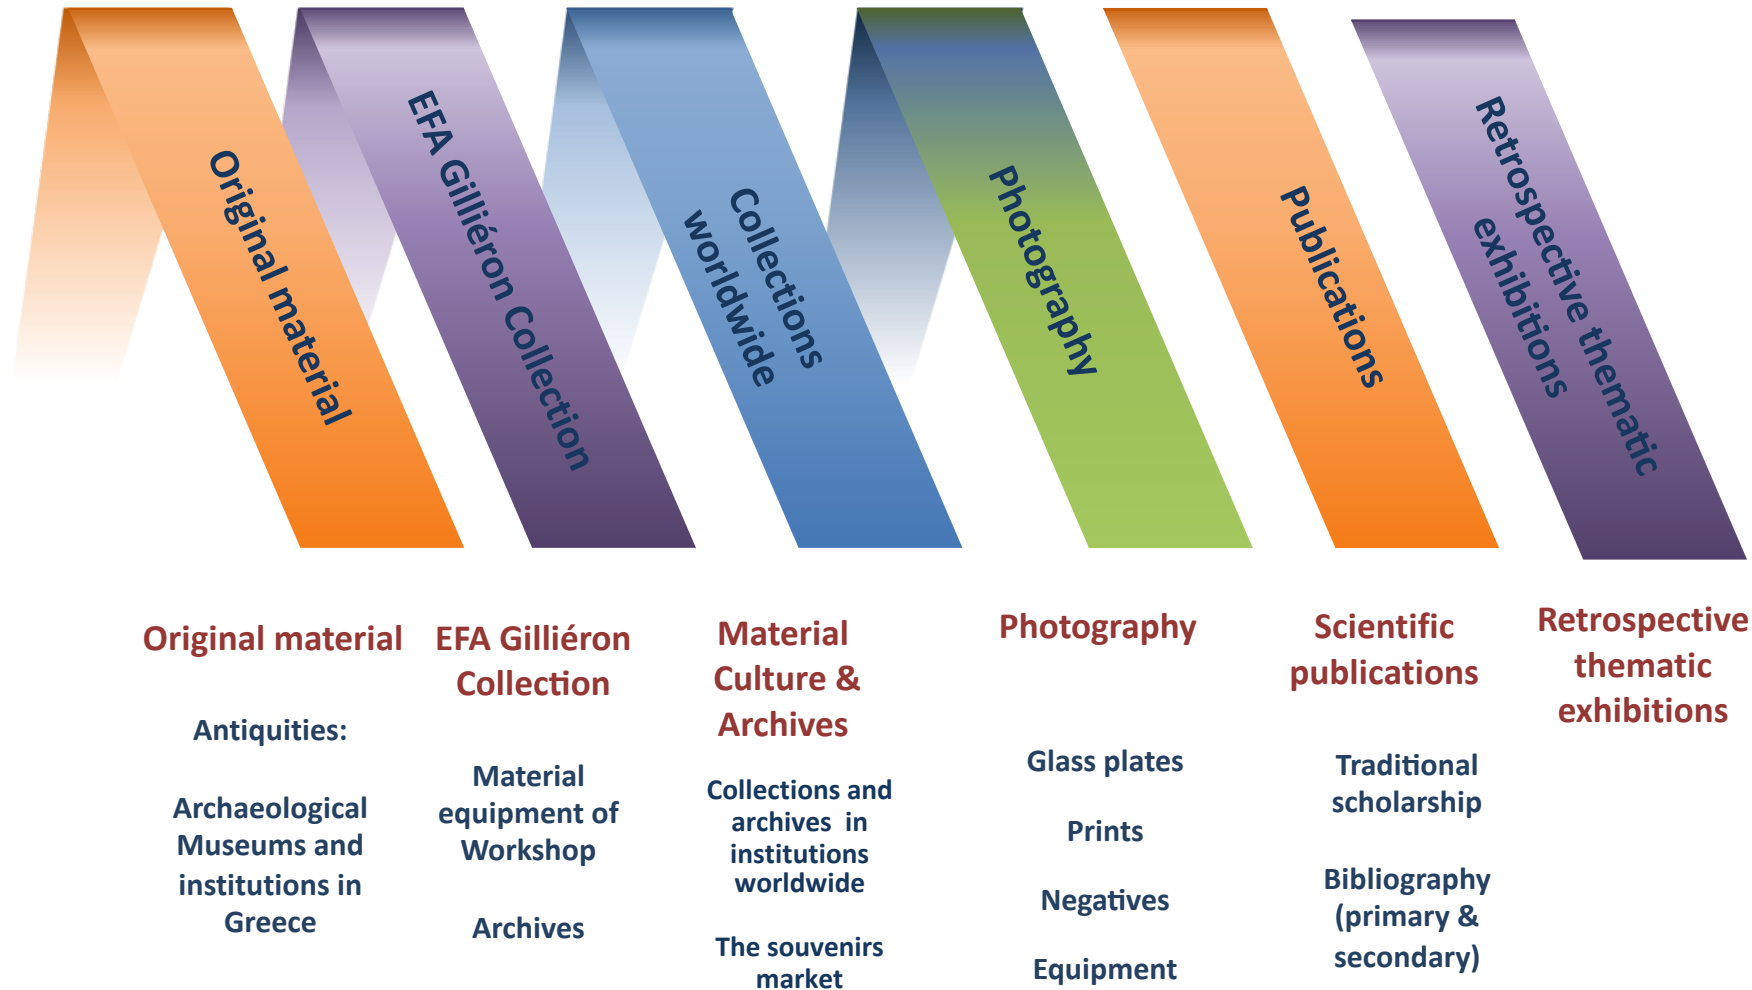 Original material
EFA Gilliéron Collection
Collections
worldwide
Photography
Publications
Retrospective thematic
exhibitions
Original material
Antiquities:
Archaeological
Museums and
institutions in
Greece
EFA Gilliéron
Collection
Material
equipment of
Workshop
Archives
Material
Culture &
Archives
Collections and
archives in
institutions
worldwide
The souvenirs
market
Photography
Glass plates
Prints
Negatives
Equipment
Scientific
publications
Traditional
scholarship
Bibliography
(primary &
secondary)
Retrospective
thematic
exhibitions